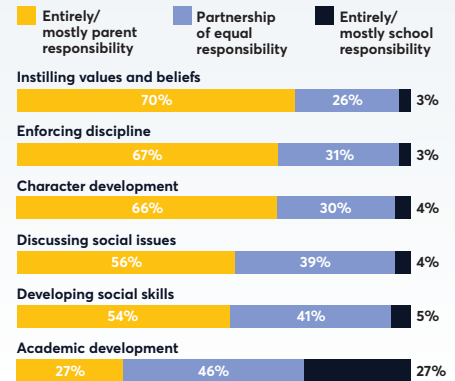 Entirely/
mostly parent
responsibility
Partnership
of equal
responsibility
Entirely/
mostly school
responsibility
Instilling values and beliefs
70% 26% 3%
Enforcing discipline
67% 31% 3%
Character development
66% 30% 4%
Discussing social issues
56% 39% 4%
Developing social skills
54% 41% 5%
Academic development
27% 46% 27%